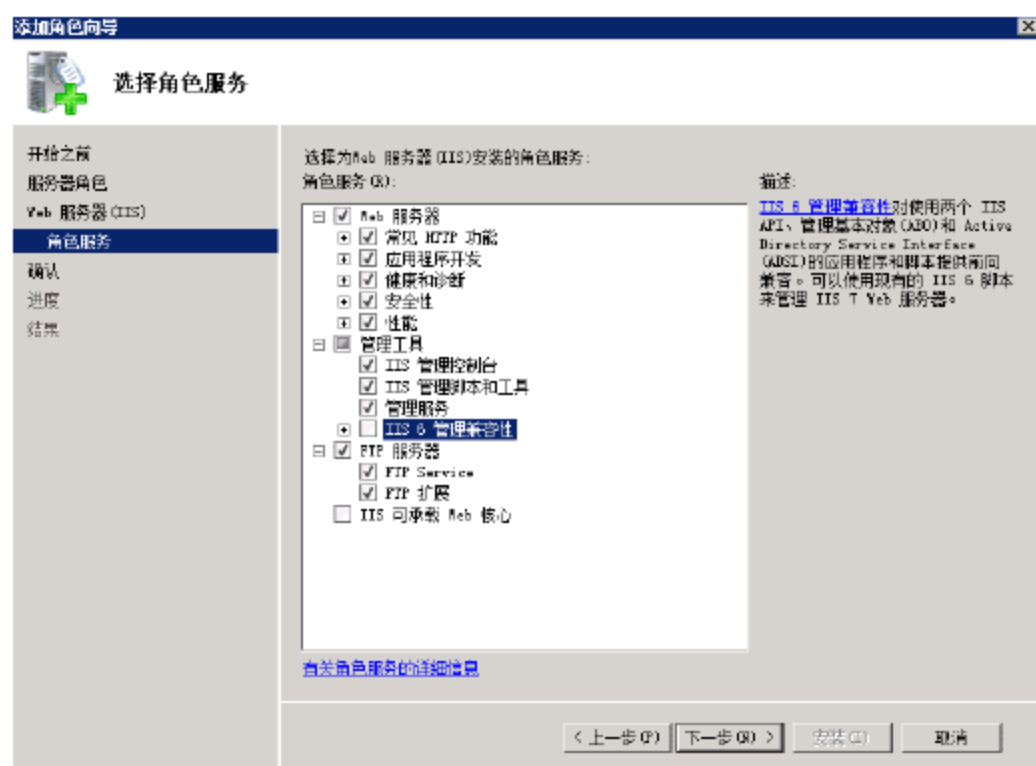 添加角色向导
选择角色服务
开始之前
服务器角色
Web 服务器(IIS)
角色服务
确认
进度
结果
选择为Web 服务器(IIS)安装的角色服务:
角色服务(R):
Web 服务器
常见 HTTP 功能
应用程序开发
健康和诊断
安全性
性能
管理工具
IIS 管理控制台
IIS 管理脚本和工具
管理服务
IIS 6 管理兼容性
FTP 服务器
FTP Service
FTP 扩展
IIS 可承载 Web 核心
有关角色服务的详细信息
描述:
IIS 6 管理兼容性对使用两个 IIS
API、管理基本对象(ABO)和 Active
Directory Service Interface
(ADSI)的应用程序和脚本提供前向
兼容。可以使用现有的 IIS 6 脚本
来管理 IIS 7 Web 服务器。
< 上一步(P)
下一步(N) >
安装(I)
取消